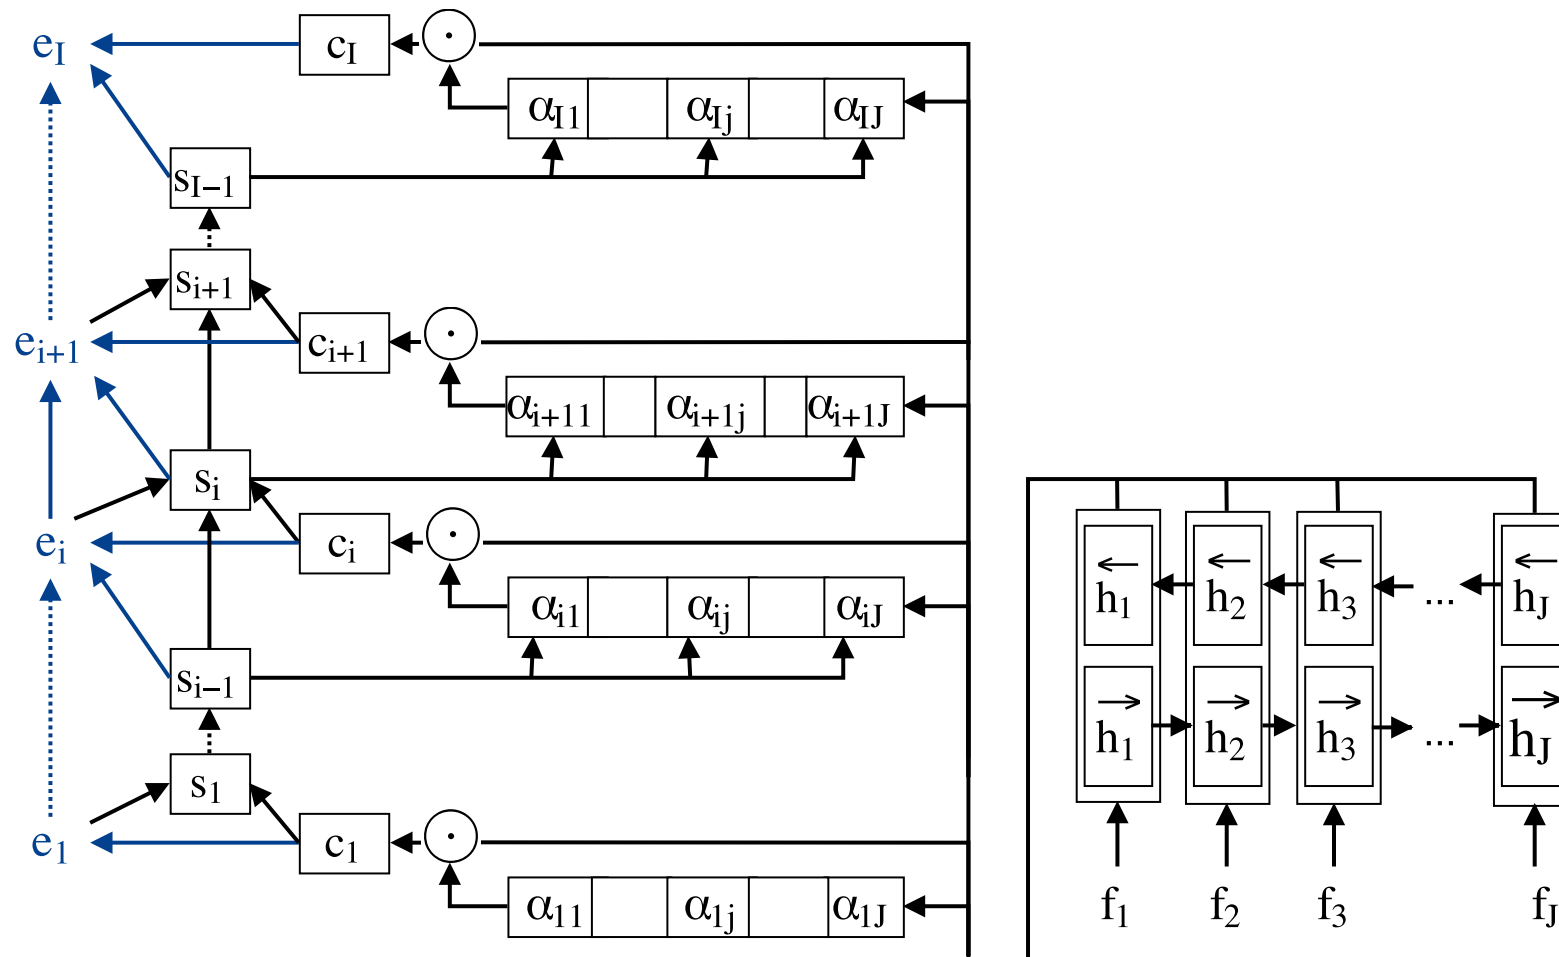 e_I c_I ·
α_I1 α_Ij α_IJ
s_I−1
s_i+1
e_i+1 c_i+1 ·
α_i+11 α_i+1j α_i+1J
s_i
e_i c_i ·
α_i1 α_ij α_iJ
s_i−1
s_1
e_1 c_1 ·
α_11 α_1j α_1J
←h_1 ←h_2 ←h_3 ... ←h_J
→h_1 →h_2 →h_3 ... →h_J
f_1 f_2 f_3 f_J